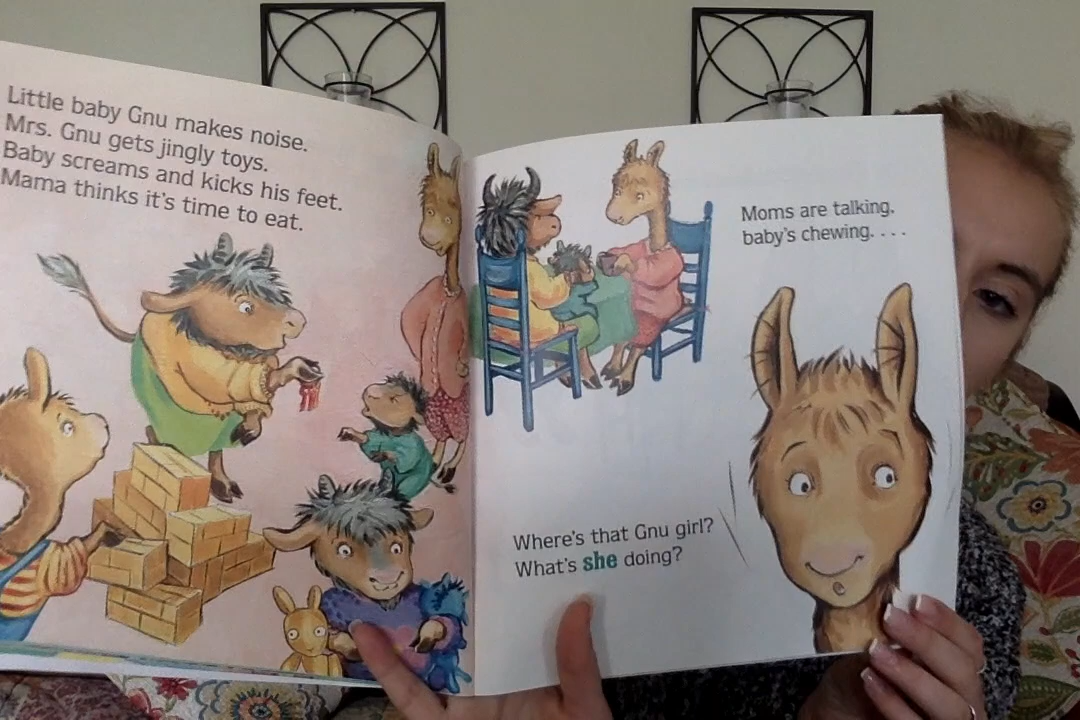 Little baby Gnu makes noise.
Mrs. Gnu gets jingly toys.
Baby screams and kicks his feet.
Mama thinks it's time to eat.
Moms are talking.
baby's chewing. . . .
Where's that Gnu girl?
What's she doing?